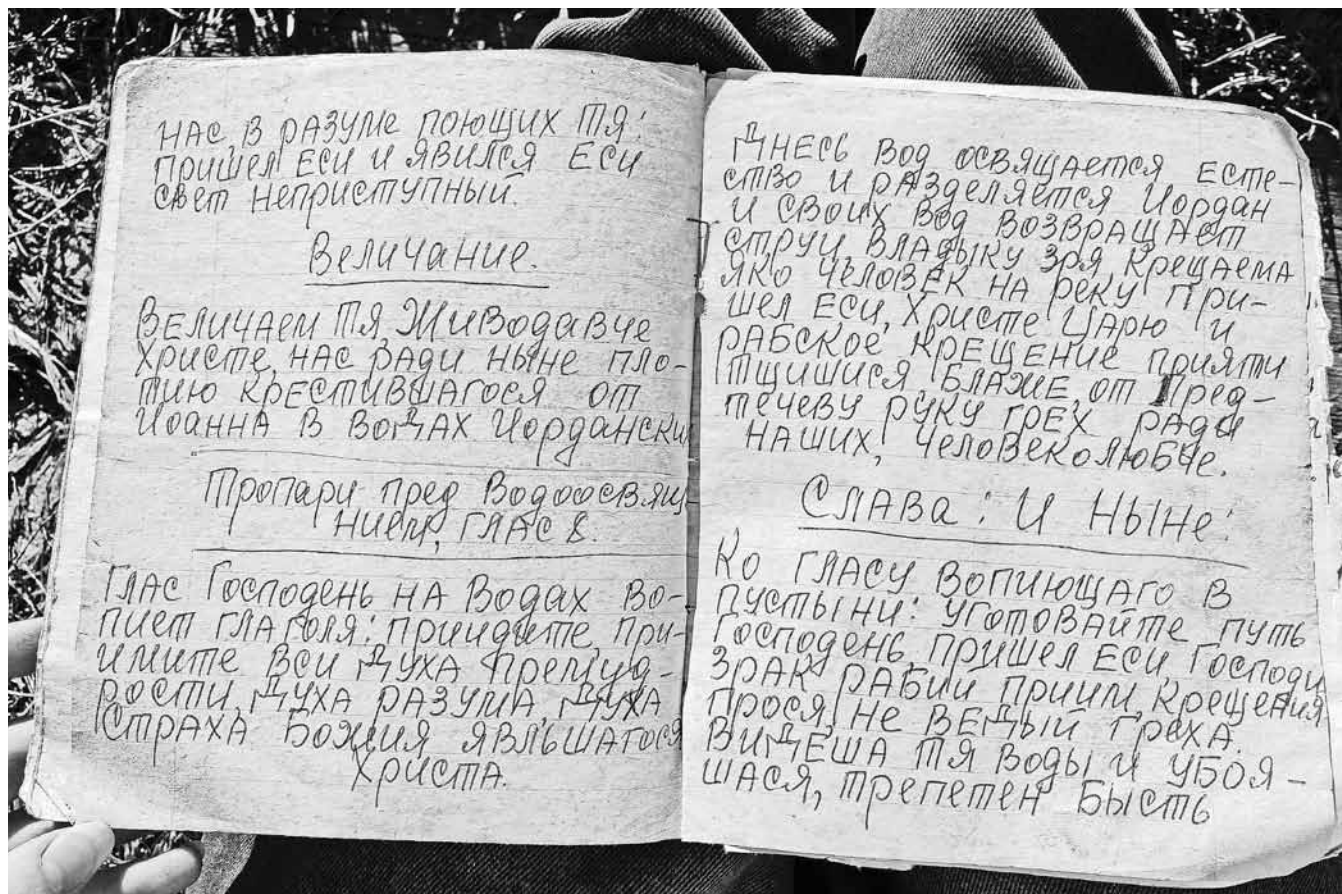 нас, в разуме поющих тя:
пришел еси и явился еси
свет неприступный.
Величание.
Величаем тя, Живодавче
Христе, нас ради ныне пло-
тию крестившагося от
Иоанна в водах Иордански
Тропари пред Водоосвящ-
нием, глас 8.
Глас Господень на Водах во-
пиет глаголя: приидите, при-
имите вси Духа премуд-
рости, Духа разума, Духа
Страха Божия явльшагося
Христа.
Днесь вод освящается есте-
ство и разделяется Иордан
и своих вод возвращает
струи, Владыку зря крещаема
яко человек на реку при-
шел еси, Христе Царю и
рабское крещение прияти
тщишися, Блаже, от Пред-
течеву руку грех ради
наших, Человеколюбче.
Слава: И ныне:
Ко гласу вопиющаго в
пустыни: уготовайте путь
Господень, пришел еси, Господи,
зрак рабий приим, крещения
прося, не ведый греха.
Видеша тя воды и убоя-
шася, трепетен бысть